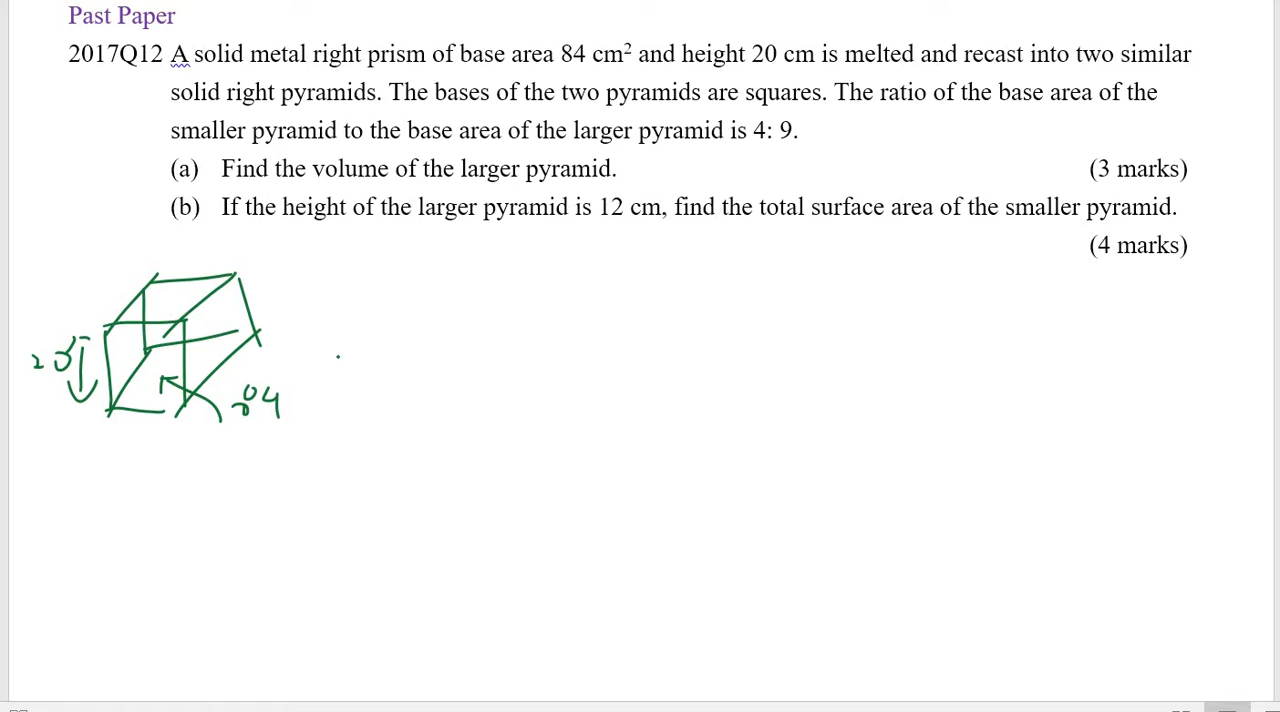 Past Paper
2017Q12 A solid metal right prism of base area 84 cm² and height 20 cm is melted and recast into two similar
solid right pyramids. The bases of the two pyramids are squares. The ratio of the base area of the
smaller pyramid to the base area of the larger pyramid is 4: 9.
(a) Find the volume of the larger pyramid. (3 marks)
(b) If the height of the larger pyramid is 12 cm, find the total surface area of the smaller pyramid.
(4 marks)
20
84